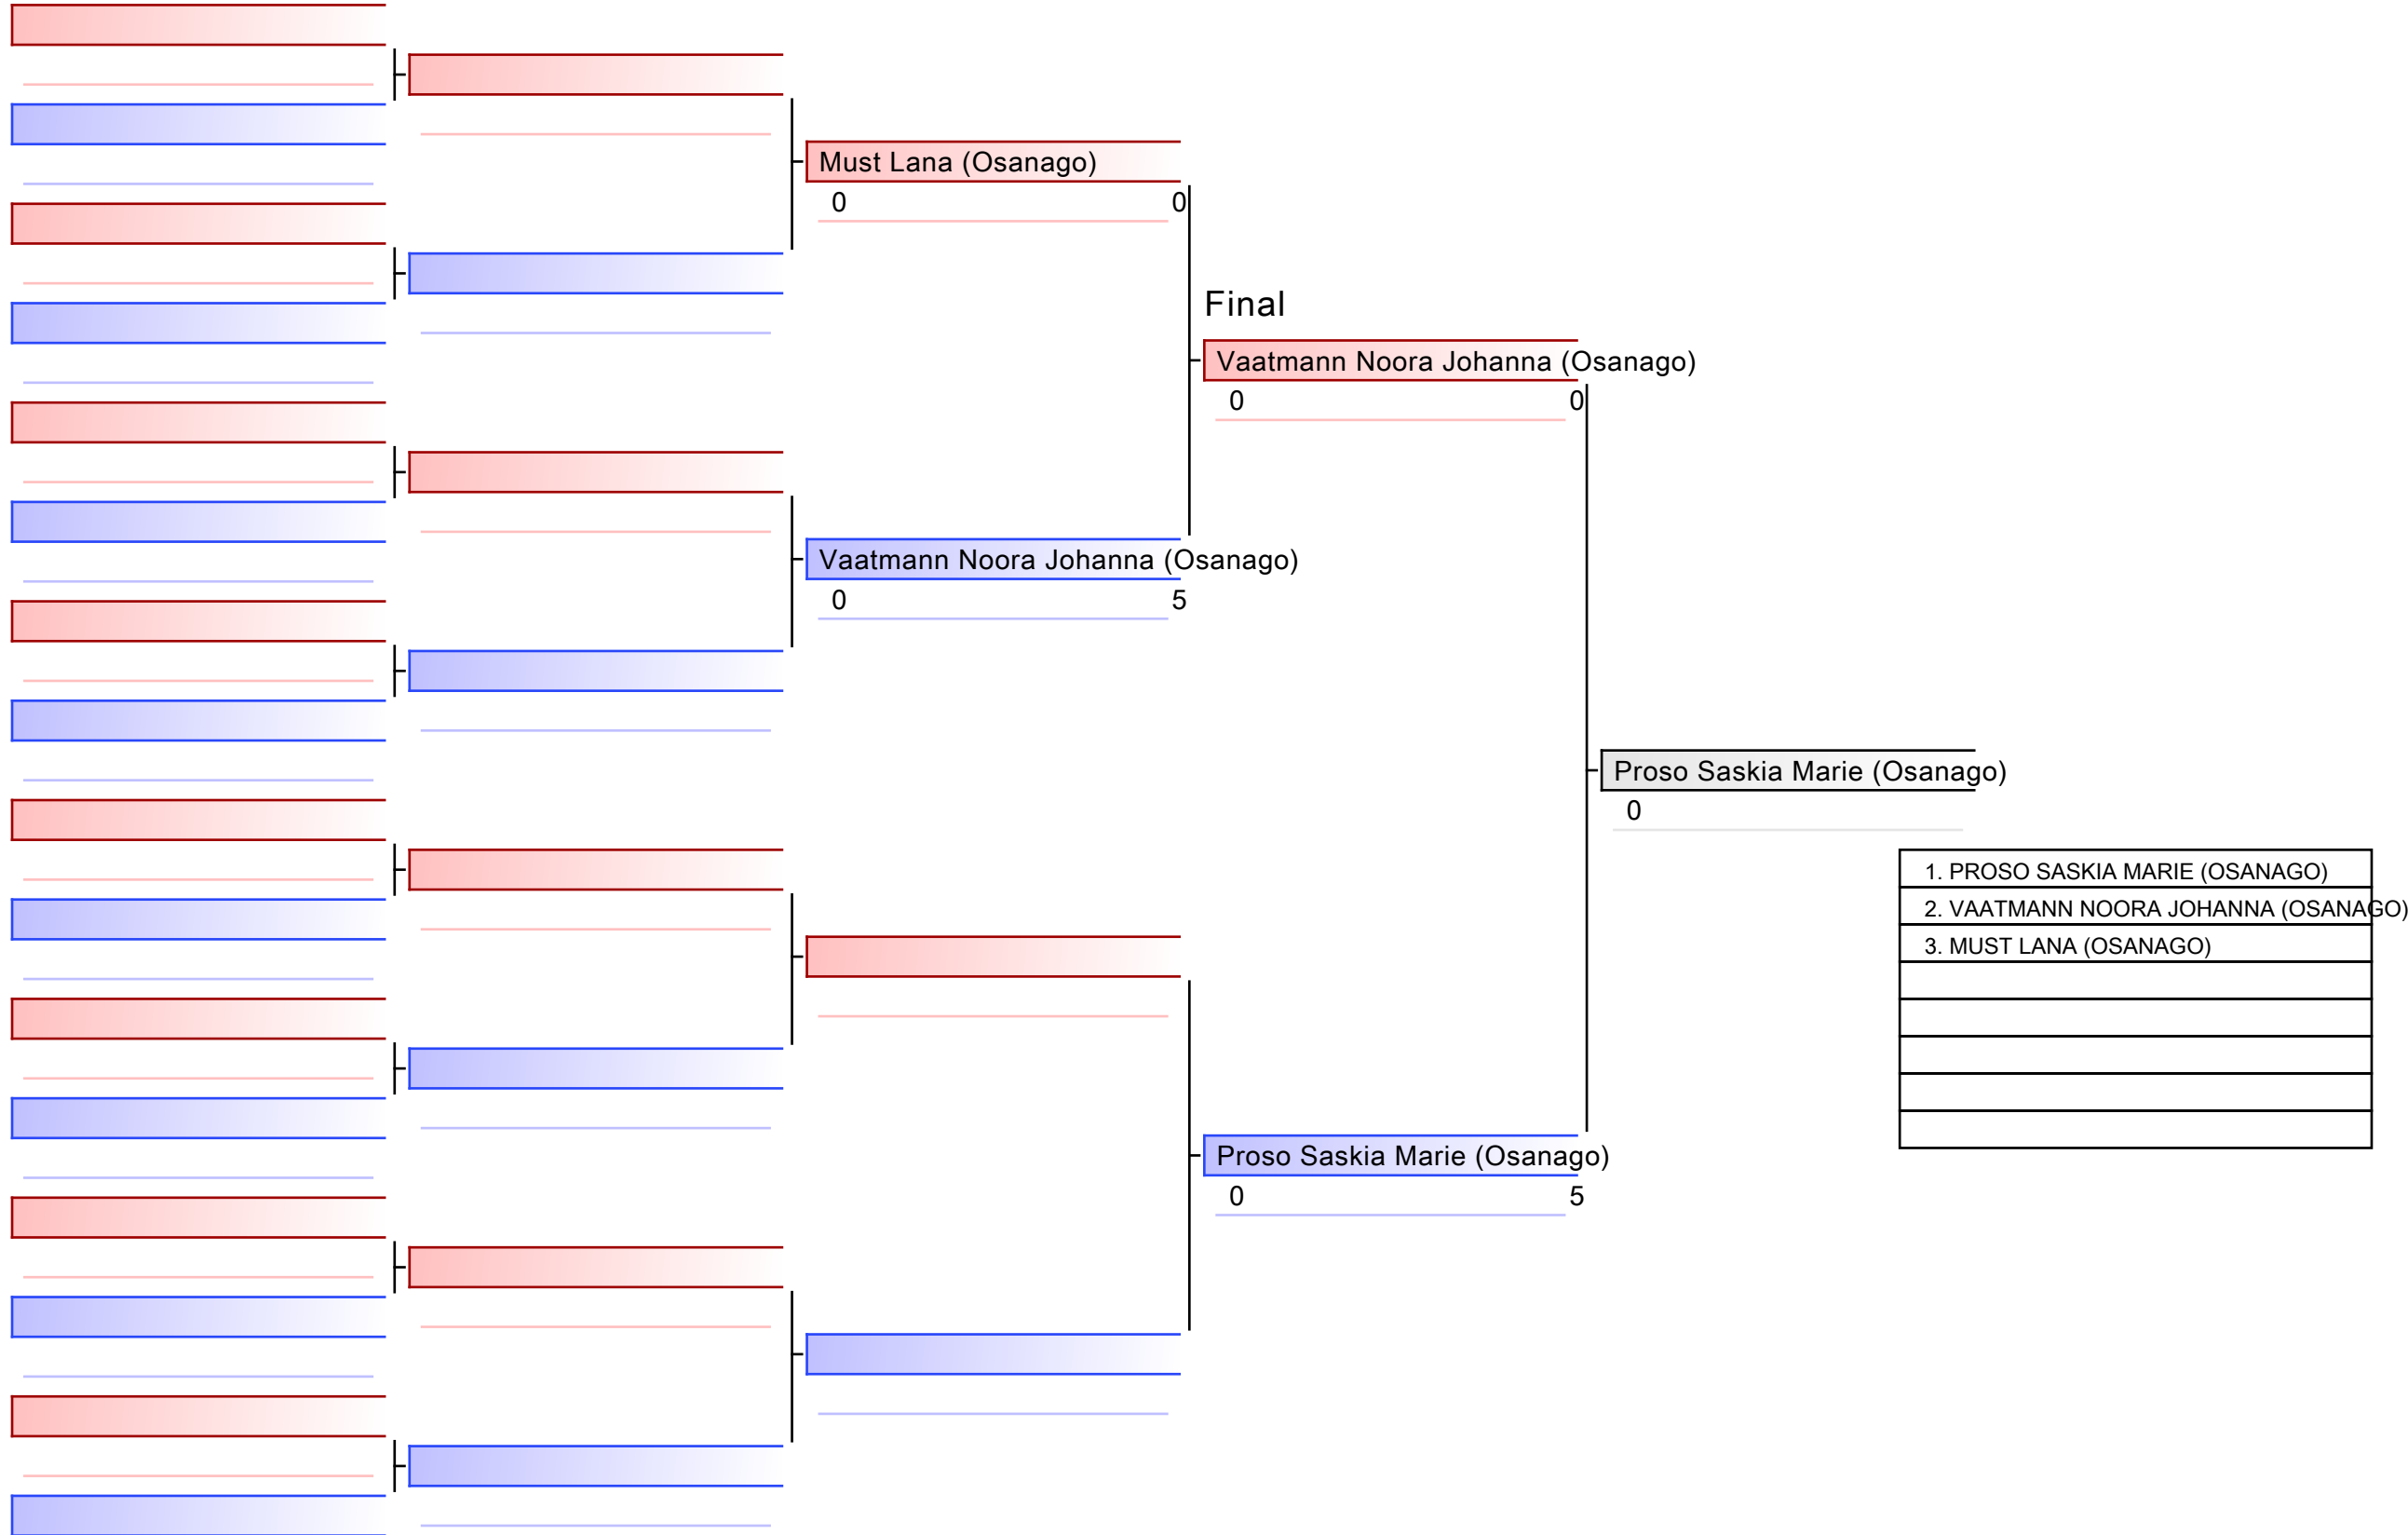 Must Lana (Osanago)
0 0
Final
Vaatmann Noora Johanna (Osanago)
0 0
Vaatmann Noora Johanna (Osanago)
0 5
Proso Saskia Marie (Osanago)
0
1. PROSO SASKIA MARIE (OSANAGO)
2. VAATMANN NOORA JOHANNA (OSANAGO)
3. MUST LANA (OSANAGO)
Proso Saskia Marie (Osanago)
0 5